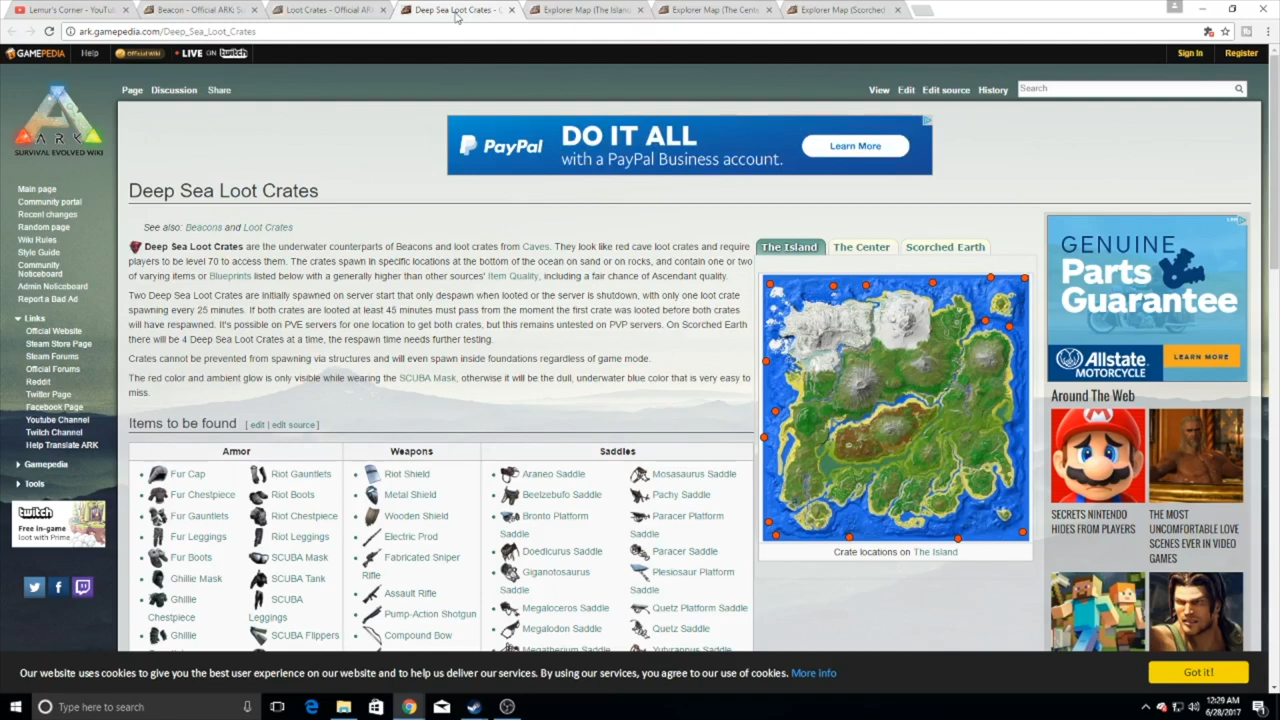 Lemur's Corner - YouTu
Beacon - Official ARK: Su
Loot Crates - Official ARK
Deep Sea Loot Crates - O
Explorer Map (The Island
Explorer Map (The Cente
Explorer Map (Scorched
ark.gamepedia.com/Deep_Sea_Loot_Crates
GAMEPEDIA
Help
Official Wiki
LIVE ON twitch
Sign In
Register
Page
Discussion
Share
View
Edit
Edit source
History
Search
ARK
SURVIVAL EVOLVED WIKI
PayPal
DO IT ALL
with a PayPal Business account.
Learn More
Main page
Community portal
Recent changes
Random page
Wiki Rules
Style Guide
Community
Noticeboard
Admin Noticeboard
Report a Bad Ad
Links
Official Website
Steam Store Page
Steam Forums
Official Forums
Reddit
Twitter Page
Facebook Page
Youtube Channel
Twitch Channel
Help Translate ARK
Gamepedia
Tools
twitch
Free in-game
loot with Prime
Deep Sea Loot Crates
See also: Beacons and Loot Crates
Deep Sea Loot Crates are the underwater counterparts of Beacons and loot crates from Caves. They look like red cave loot crates and require
players to be level 70 to access them. The crates spawn in specific locations at the bottom of the ocean on sand or on rocks, and contain one or two
of varying items or Blueprints listed below with a generally higher than other sources' Item Quality, including a fair chance of Ascendant quality.
Two Deep Sea Loot Crates are initially spawned on server start that only despawn when looted or the server is shutdown, with only one loot crate
spawning every 25 minutes. If both crates are looted at least 45 minutes must pass from the moment the first crate was looted before both crates
will have respawned. It's possible on PVE servers for one location to get both crates, but this remains untested on PVP servers. On Scorched Earth
there will be 4 Deep Sea Loot Crates at a time, the respawn time needs further testing.
Crates cannot be prevented from spawning via structures and will even spawn inside foundations regardless of game mode.
The red color and ambient glow is only visible while wearing the SCUBA Mask, otherwise it will be the dull, underwater blue color that is very easy to
miss.
Items to be found [ edit | edit source ]
Armor
Weapons
Saddles
Fur Cap
Riot Gauntlets
Riot Shield
Araneo Saddle
Mosasaurus Saddle
Fur Chestpiece
Riot Boots
Metal Shield
Beelzebufo Saddle
Pachy Saddle
Fur Gauntlets
Riot Chestpiece
Wooden Shield
Bronto Platform
Saddle
Paracer Platform
Saddle
Fur Leggings
Riot Leggings
Electric Prod
Doedicurus Saddle
Paracer Saddle
Fur Boots
SCUBA Mask
Fabricated Sniper
Rifle
Giganotosaurus
Saddle
Plesiosaur Platform
Saddle
Ghillie Mask
SCUBA Tank
Assault Rifle
Megaloceros Saddle
Quetz Platform Saddle
Ghillie
Chestpiece
SCUBA
Leggings
Pump-Action Shotgun
Megalodon Saddle
Quetz Saddle
Ghillie
SCUBA Flippers
Compound Bow
Megatherium Saddle
Yutyrannus Saddle
The Island
The Center
Scorched Earth
Crate locations on The Island
GENUINE
Parts
Guarantee
Allstate
MOTORCYCLE
LEARN MORE
Around The Web
SECRETS NINTENDO
HIDES FROM PLAYERS
THE MOST
UNCOMFORTABLE LOVE
SCENES EVER IN VIDEO
GAMES
Our website uses cookies to give you the best user experience on our website and to help us deliver our services. By using our services, you agree to our use of cookies. More info
Got it!
Type here to search
12:29 AM
6/28/2017